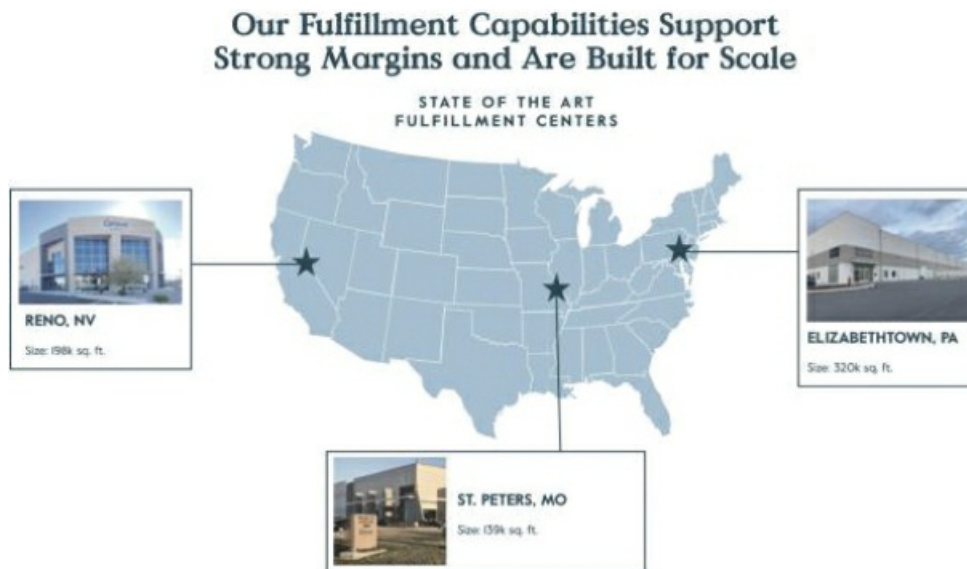 Our Fulfillment Capabilities Support
Strong Margins and Are Built for Scale
STATE OF THE ART
FULFILLMENT CENTERS
RENO, NV
Size: 198k sq. ft.
ELIZABETHTOWN, PA
Size: 320k sq. ft.
ST. PETERS, MO
Size: 139k sq. ft.